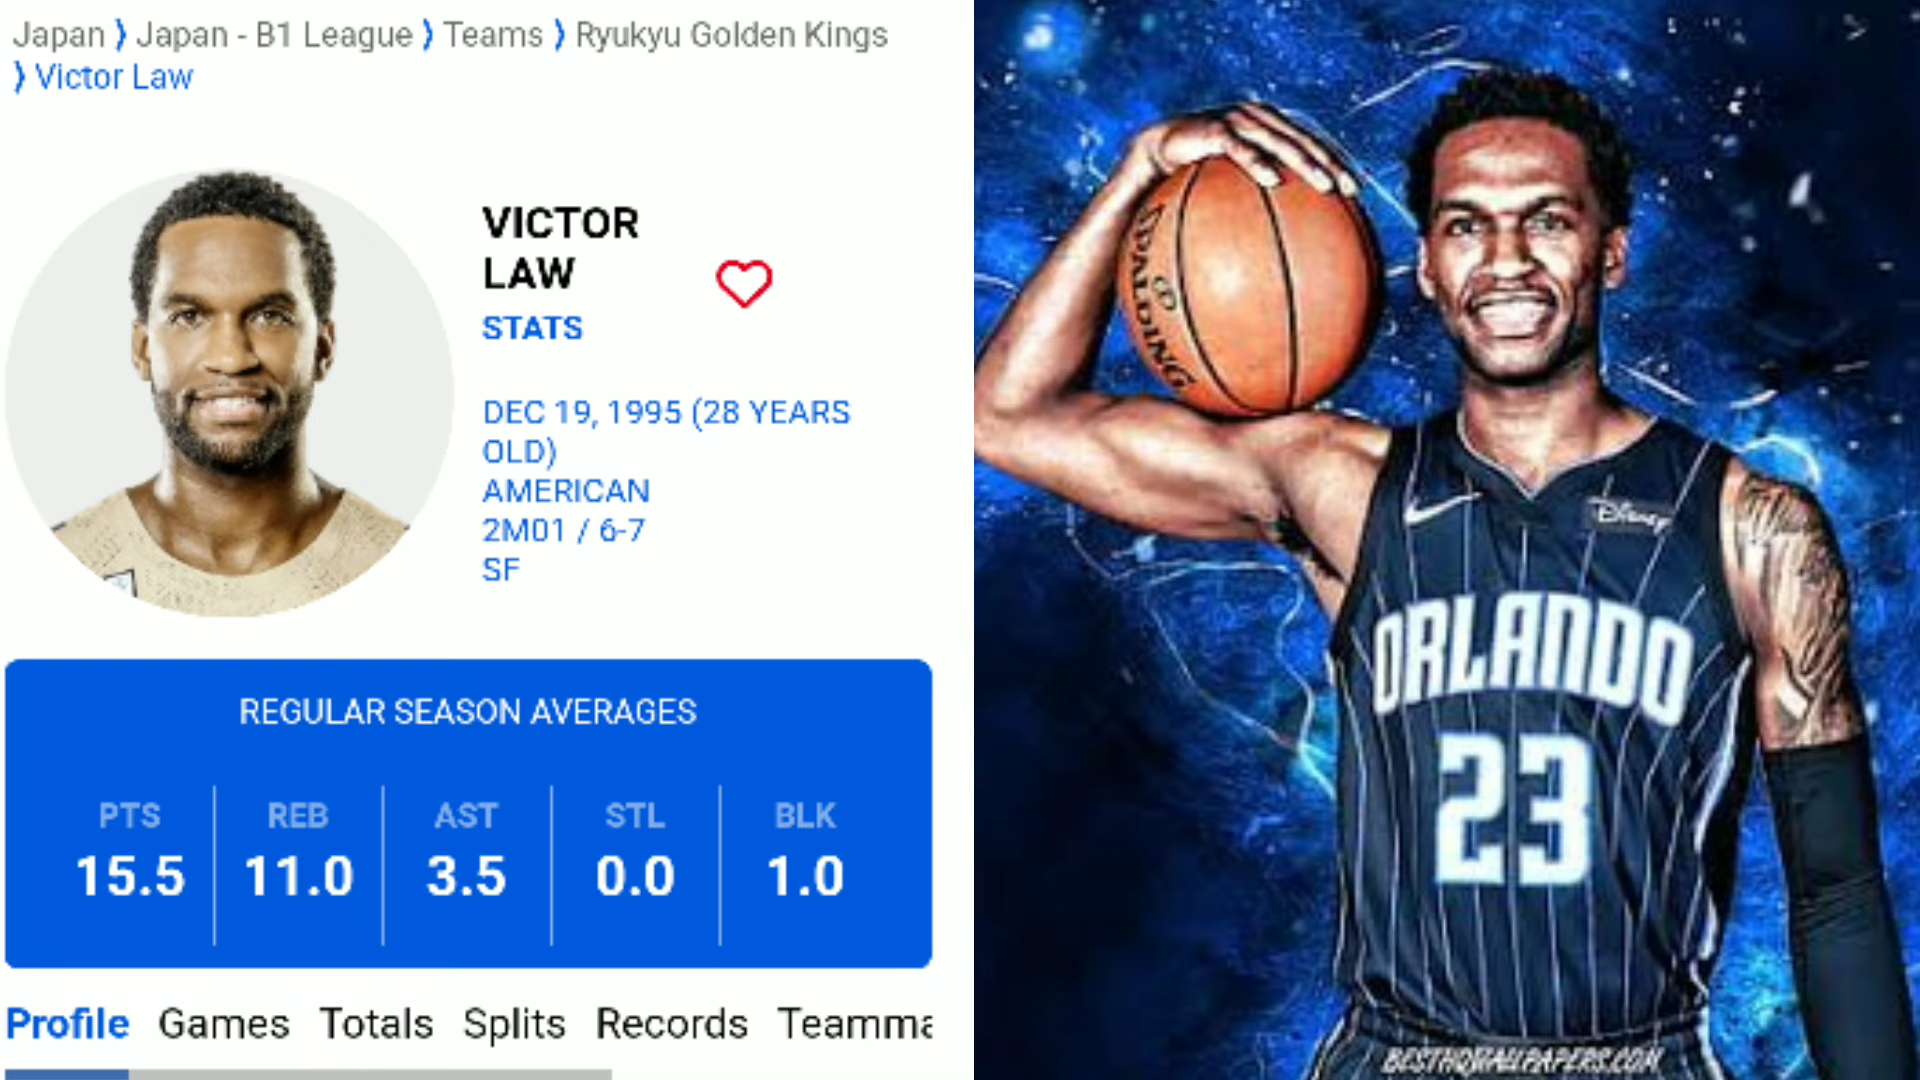 Japan ❯ Japan - B1 League ❯ Teams ❯ Ryukyu Golden Kings
❯ Victor Law
VICTOR
LAW
STATS
DEC 19, 1995 (28 YEARS
OLD)
AMERICAN
2M01 / 6-7
SF
REGULAR SEASON AVERAGES
PTS REB AST STL BLK
15.5 11.0 3.5 0.0 1.0
Profile Games Totals Splits Records Teamma
SPALDING
Disney
ORLANDO
23
BESTHQWALLPAPERS.COM